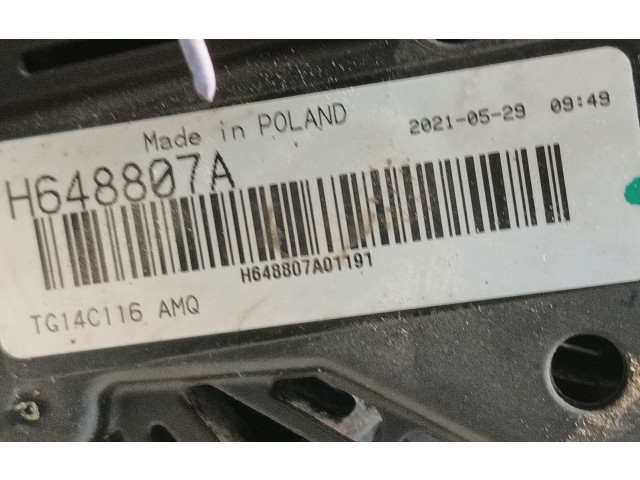 Made in POLAND 2021-05-29 09:49
H648807A
H648807A01191
TG14C116 AMQ